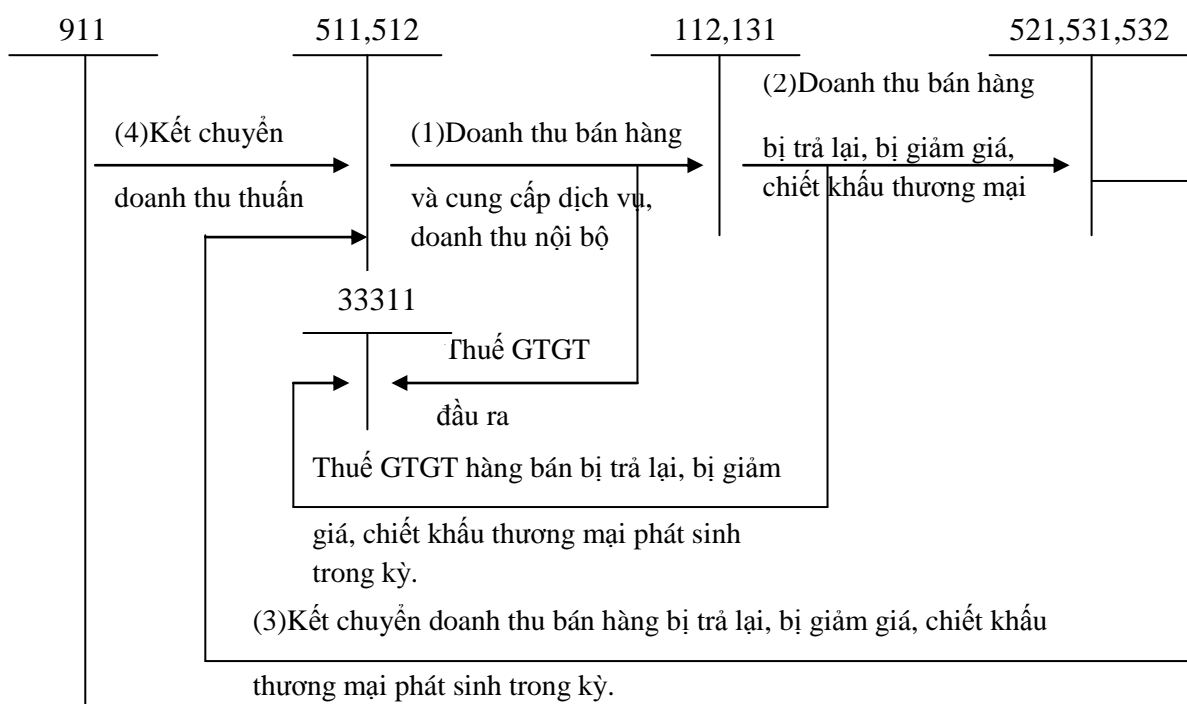 911
511,512
112,131
521,531,532
(4)Kết chuyển
doanh thu thuấn
(1)Doanh thu bán hàng
và cung cấp dịch vụ,
doanh thu nội bộ
(2)Doanh thu bán hàng
bị trả lại, bị giảm giá,
chiết khấu thương mại
33311
Thuế GTGT
đầu ra
Thuế GTGT hàng bán bị trả lại, bị giảm
giá, chiết khấu thương mại phát sinh
trong kỳ.
(3)Kết chuyển doanh thu bán hàng bị trả lại, bị giảm giá, chiết khấu
thương mại phát sinh trong kỳ.